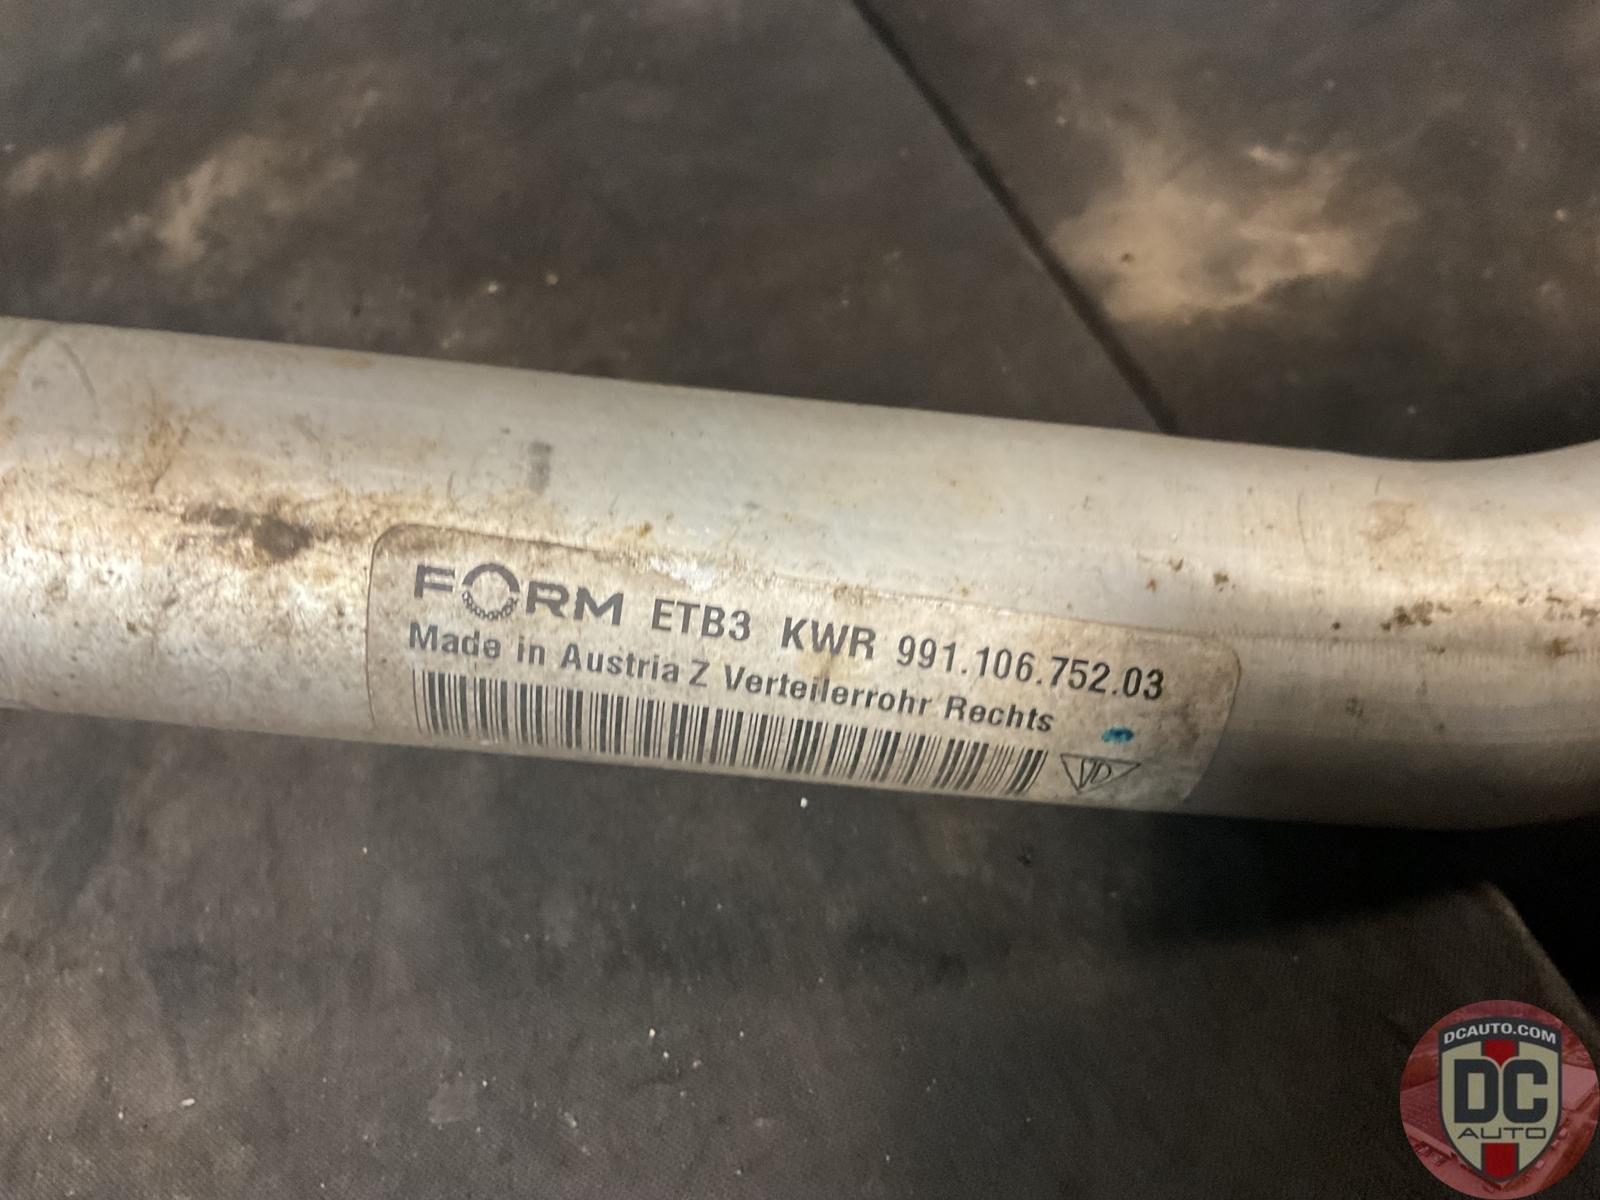 FORM ETB3 KWR 991.106.752.03
Made in Austria Z Verteilerrohr Rechts
DCAUTO.COM
DC
AUTO